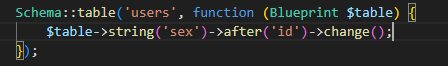 Schema::table('users', function (Blueprint $table) {
    $table->string('sex')->after('id')->change();
});